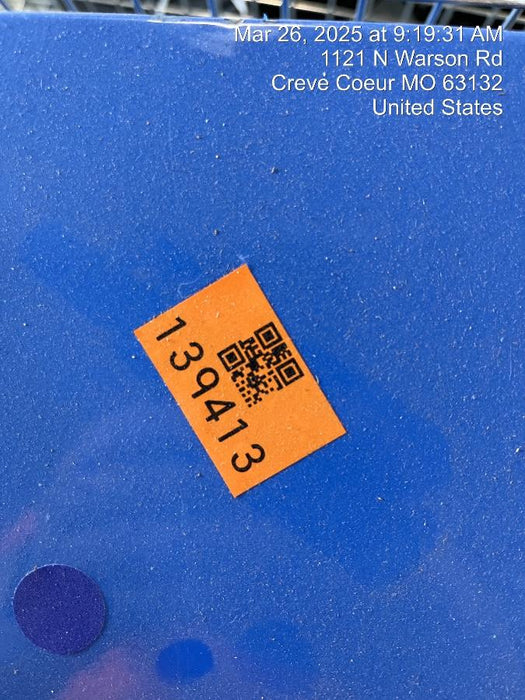 Mar 26, 2025 at 9:19:31 AM
1121 N Warson Rd
Creve Coeur MO 63132
United States
139413